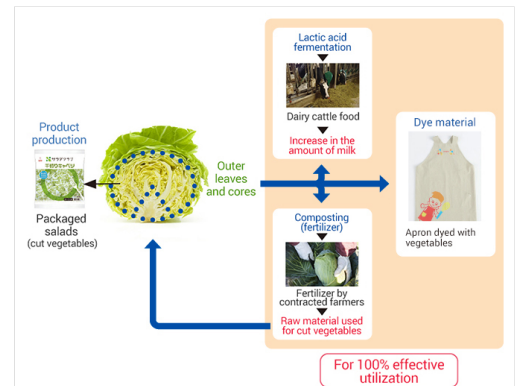 Lactic acid
fermentation
Dairy cattle food
Increase in the
amount of milk
Product
production
Packaged
salads
(cut vegetables)
Outer
leaves
and cores
Dye material
Apron dyed with
vegetables
Composting
(fertilizer)
Fertilizer by
contracted farmers
Raw material used
for cut vegetables
For 100% effective
utilization